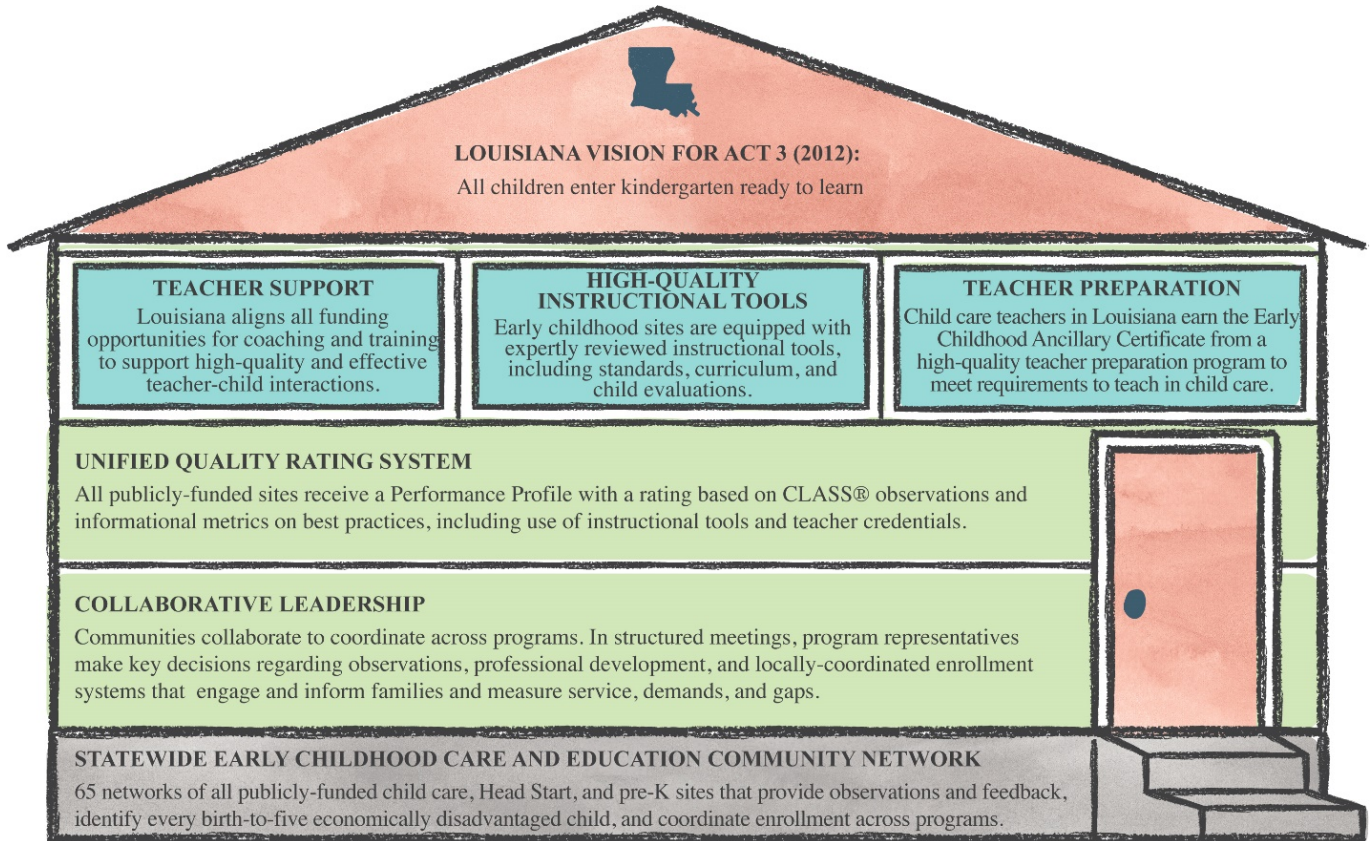 LOUISIANA VISION FOR ACT 3 (2012):
All children enter kindergarten ready to learn
TEACHER SUPPORT
Louisiana aligns all funding
opportunities for coaching and training
to support high-quality and effective
teacher-child interactions.
HIGH-QUALITY
INSTRUCTIONAL TOOLS
Early childhood sites are equipped with
expertly reviewed instructional tools,
including standards, curriculum, and
child evaluations.
TEACHER PREPARATION
Child care teachers in Louisiana earn the Early
Childhood Ancillary Certificate from a
high-quality teacher preparation program to
meet requirements to teach in child care.
UNIFIED QUALITY RATING SYSTEM
All publicly-funded sites receive a Performance Profile with a rating based on CLASS® observations and
informational metrics on best practices, including use of instructional tools and teacher credentials.
COLLABORATIVE LEADERSHIP
Communities collaborate to coordinate across programs. In structured meetings, program representatives
make key decisions regarding observations, professional development, and locally-coordinated enrollment
systems that engage and inform families and measure service, demands, and gaps.
STATEWIDE EARLY CHILDHOOD CARE AND EDUCATION COMMUNITY NETWORK
65 networks of all publicly-funded child care, Head Start, and pre-K sites that provide observations and feedback,
identify every birth-to-five economically disadvantaged child, and coordinate enrollment across programs.